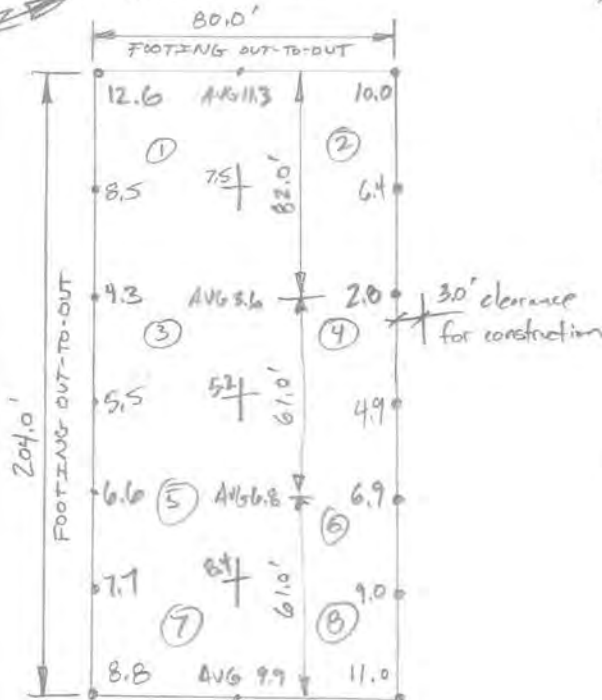 80.0'
FOOTING OUT-TO-OUT
12.6 AVG 11.3 10.0
① ②
8.5 7.5 6.4
82.0'
4.3 AVG 3.6 2.8
3.0' clearance
for construction
③ ④
5.5 5.2 4.9
61.0'
204.0'
FOOTING OUT-TO-OUT
6.6 ⑤ AVG 6.8 6.9
⑥
7.7 8.4 9.0
61.0'
⑦ ⑧
8.8 AVG 9.9 11.0